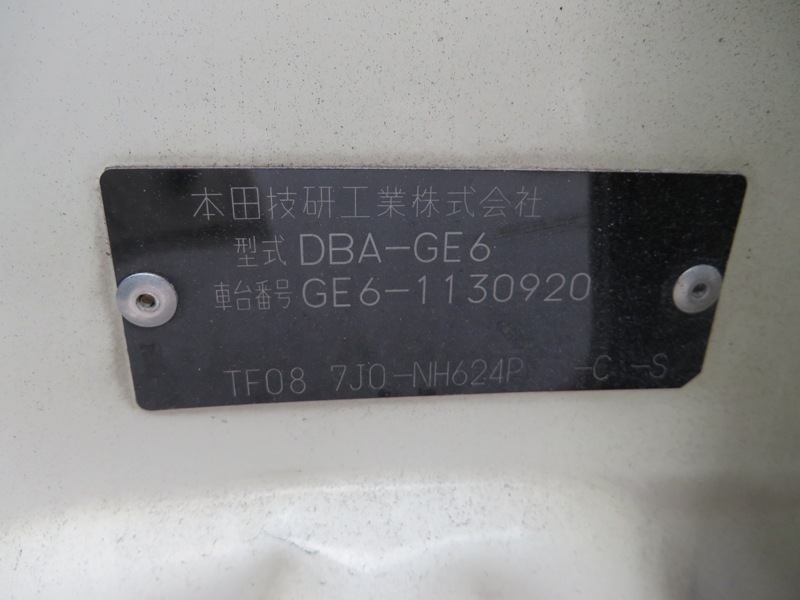 本田技研工業株式会社
型式 DBA-GE6
車台番号 GE6-1130920
TF08 7J0-NH624P -C -S